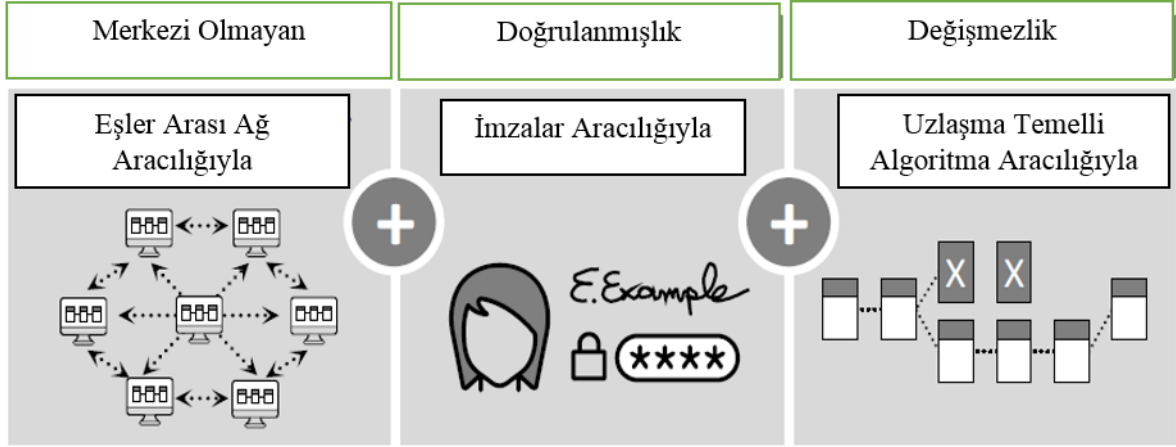 Merkezi Olmayan
Doğrulanmışlık
Değişmezlik
Eşler Arası Ağ
Aracılığıyla
İmzalar Aracılığıyla
Uzlaşma Temelli
Algoritma Aracılığıyla
+
+
E.Example
****
X X